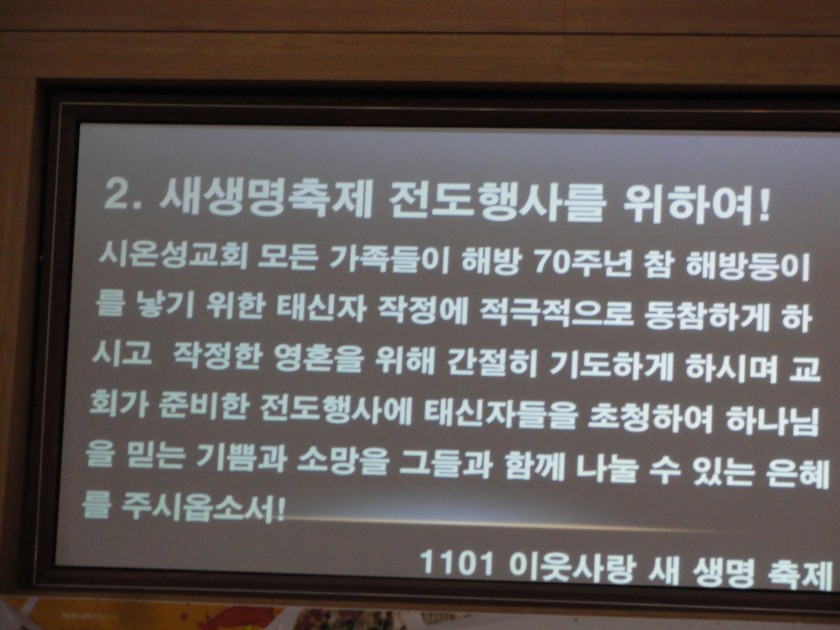 2. 새생명축제 전도행사를 위하여!
시온성교회 모든 가족들이 해방 70주년 참 해방둥이
를 낳기 위한 태신자 작정에 적극적으로 동참하게 하
시고 작정한 영혼을 위해 간절히 기도하게 하시며 교
회가 준비한 전도행사에 태신자들을 초청하여 하나님
을 믿는 기쁨과 소망을 그들과 함께 나눌 수 있는 은혜
를 주시옵소서!
1101 이웃사랑 새 생명 축제